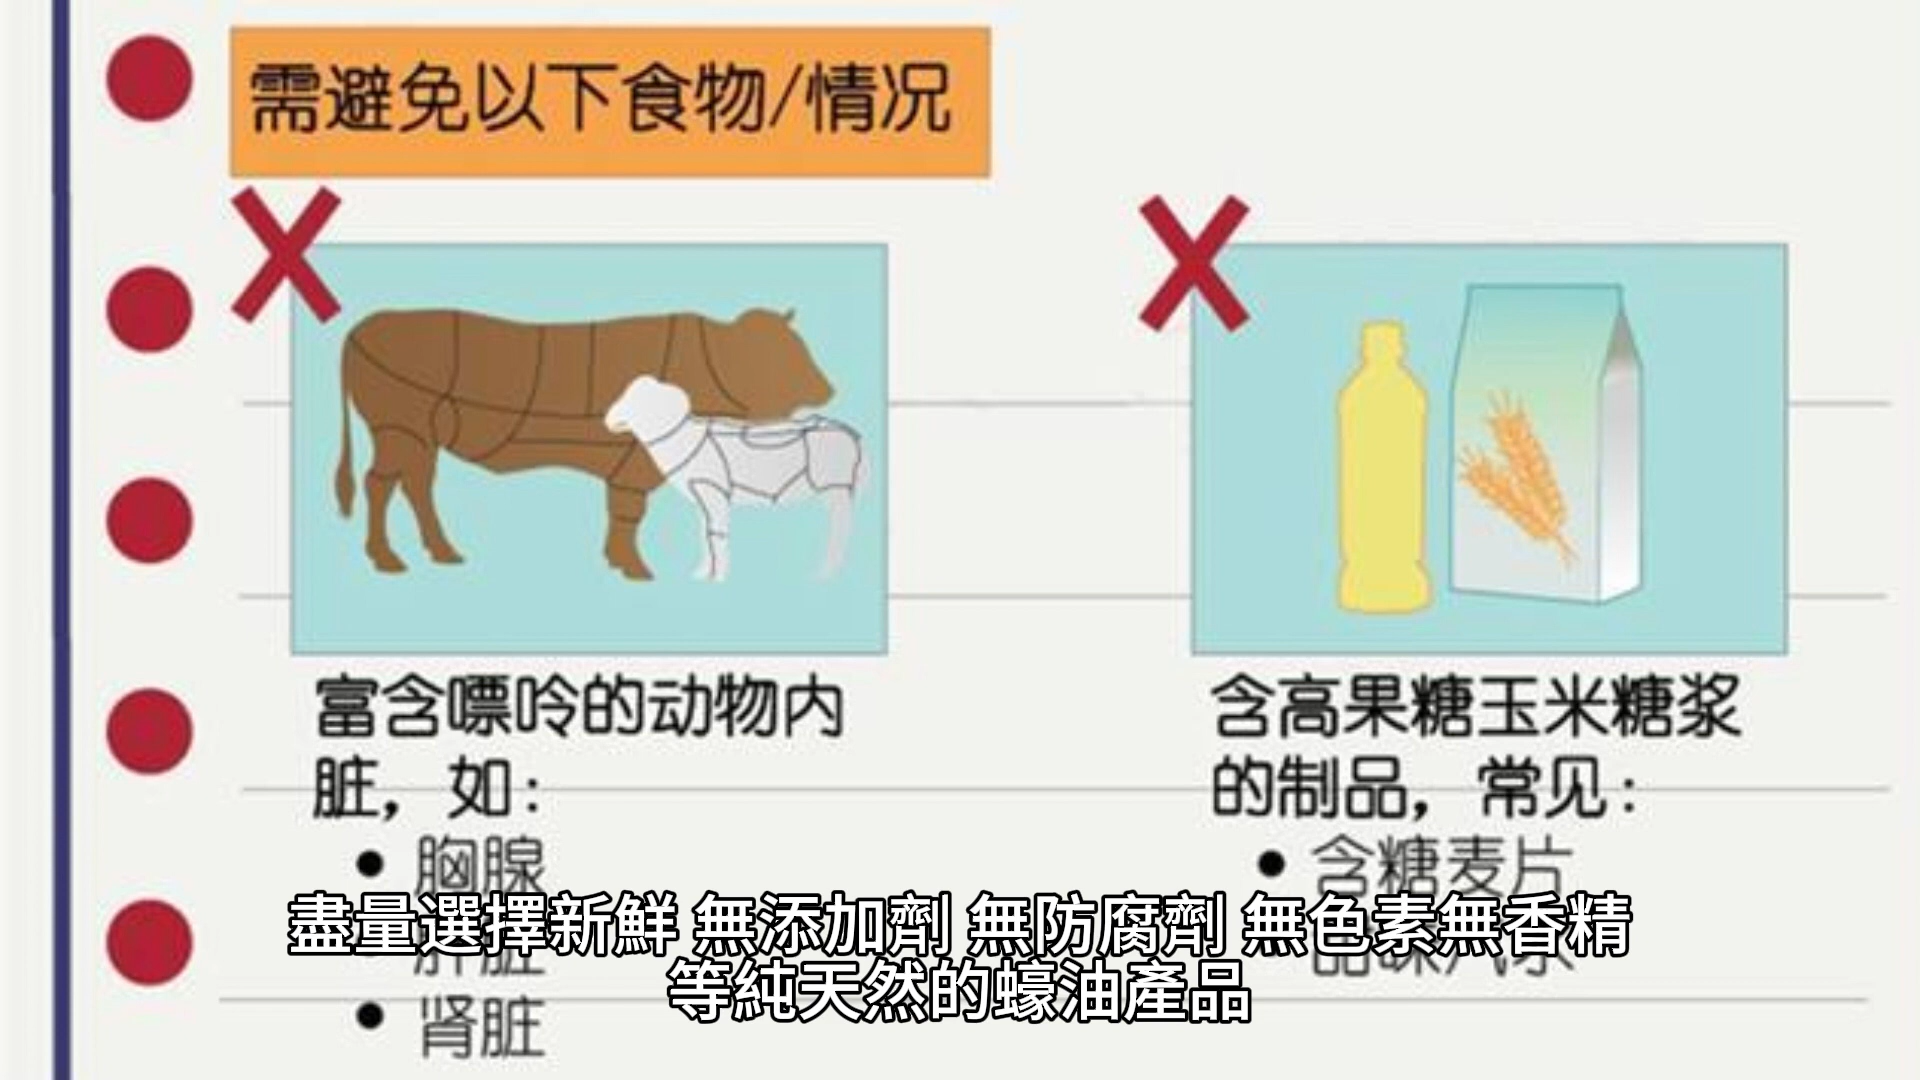 需避免以下食物/情况
富含嘌呤的动物内
脏，如：
• 胸腺
• 肾脏
含高果糖玉米糖浆
的制品，常见：
• 含糖麦片
盡量選擇新鮮 無添加劑 無防腐劑 無色素無香精
等純天然的蠔油產品